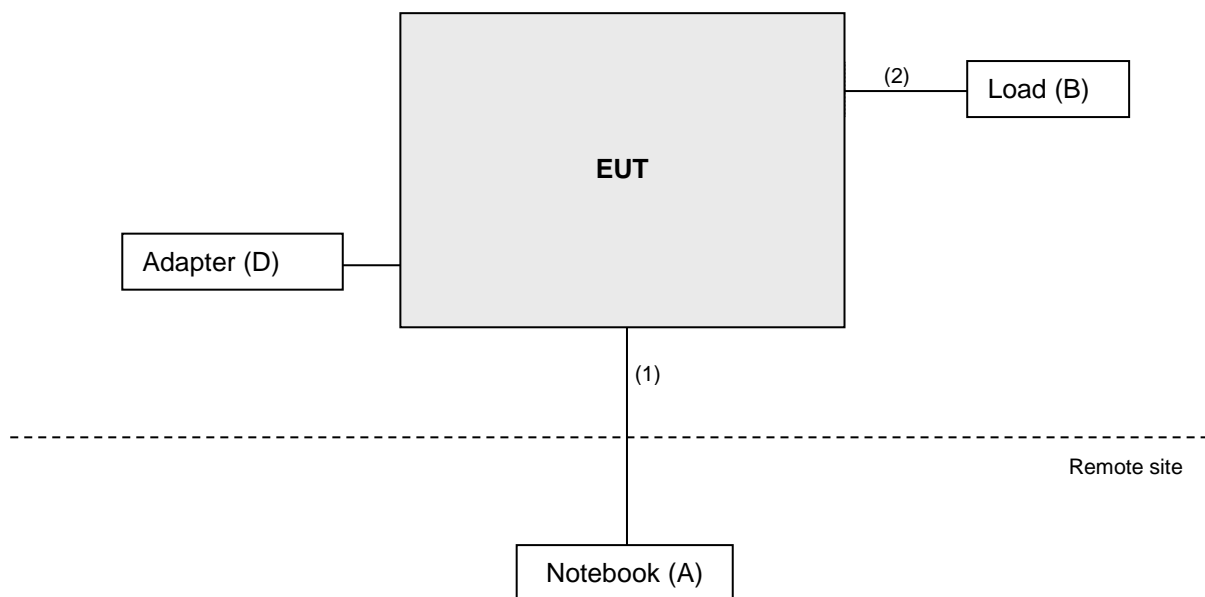 (2)
Load (B)
EUT
Adapter (D)
(1)
Remote site
Notebook (A)